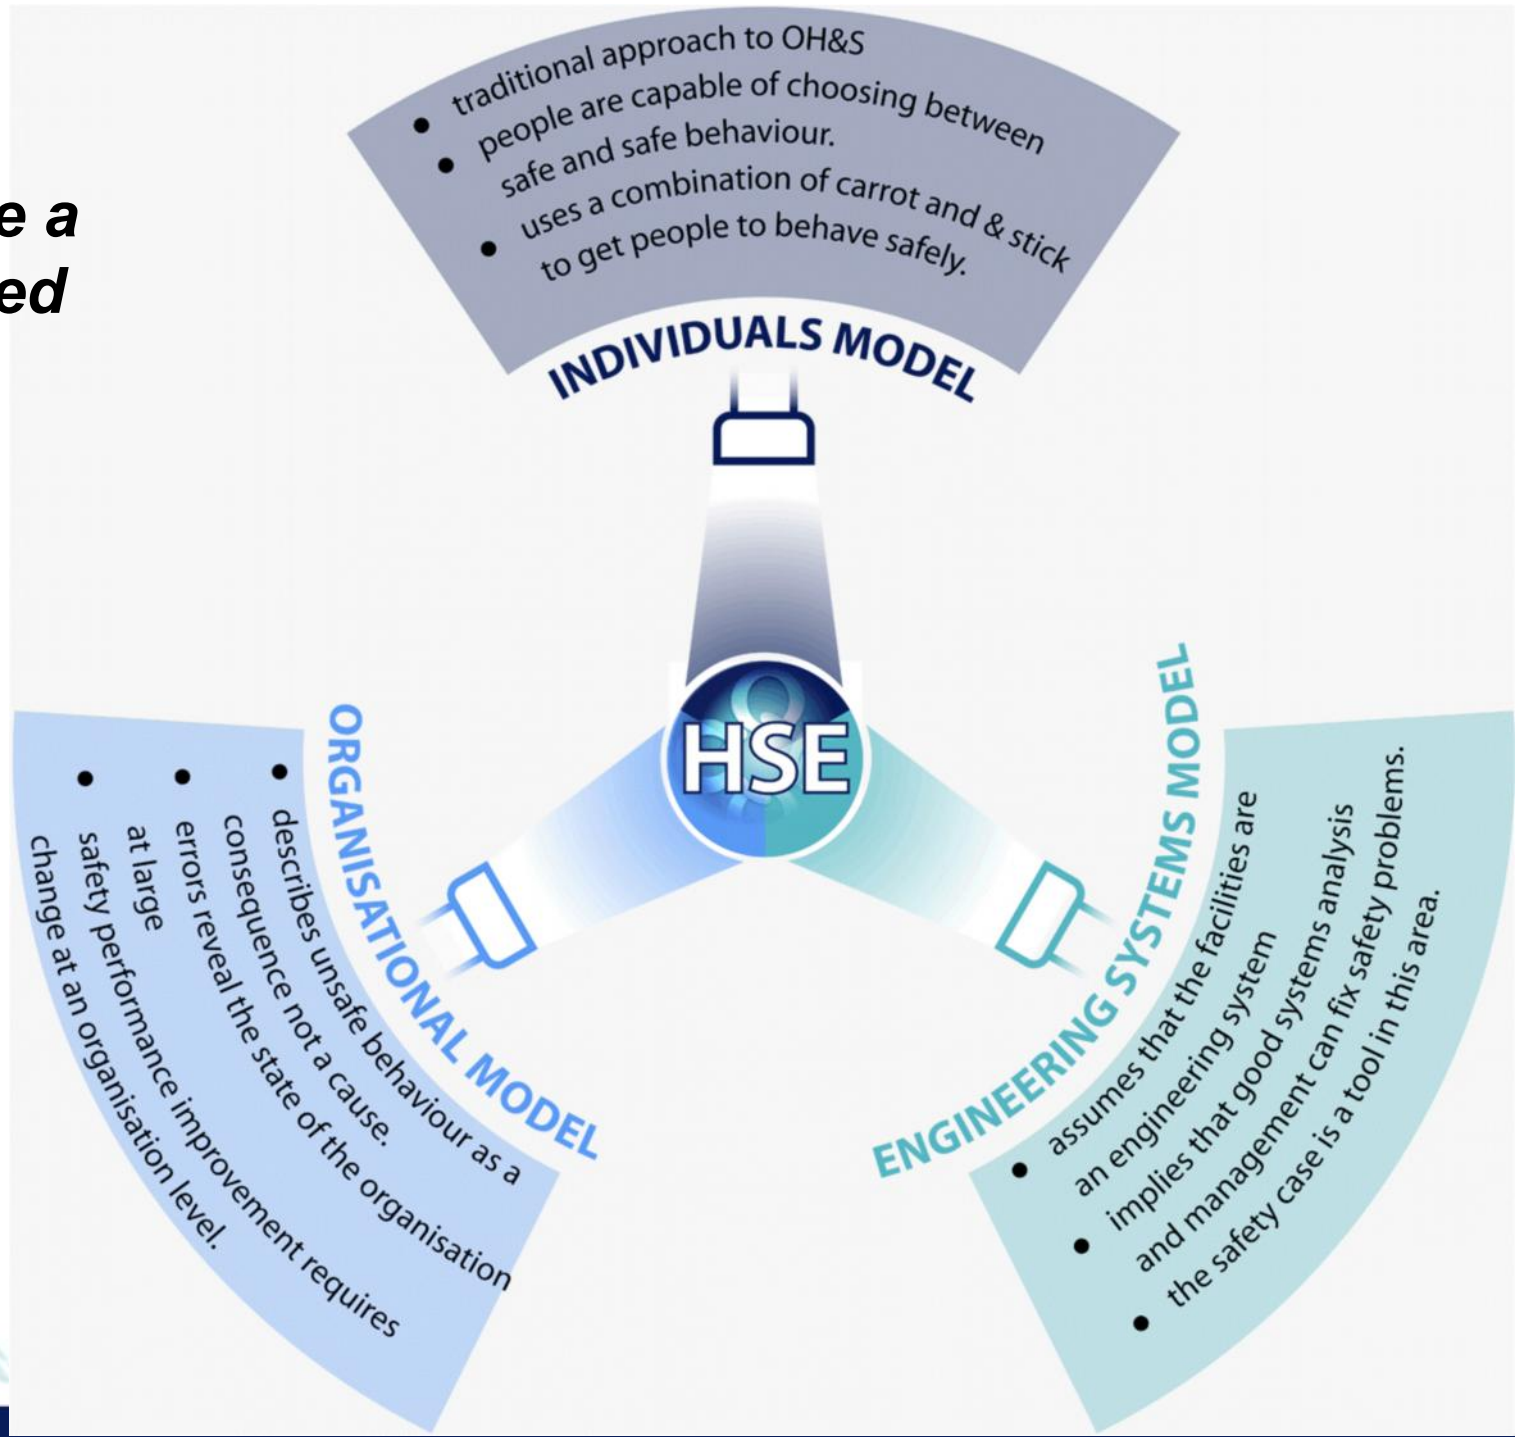 e a
ed
traditional approach to OH&S
people are capable of choosing between
safe and safe behaviour.
uses a combination of carrot and & stick
to get people to behave safely.
INDIVIDUALS MODEL
HSE
ORGANISATIONAL MODEL
describes unsafe behaviour as a
consequence not a cause.
errors reveal the state of the organisation
at large
safety performance improvement requires
change at an organisation level.
ENGINEERING SYSTEMS MODEL
assumes that the facilities are
an engineering system
implies that good systems analysis
and management can fix safety problems.
the safety case is a tool in this area.